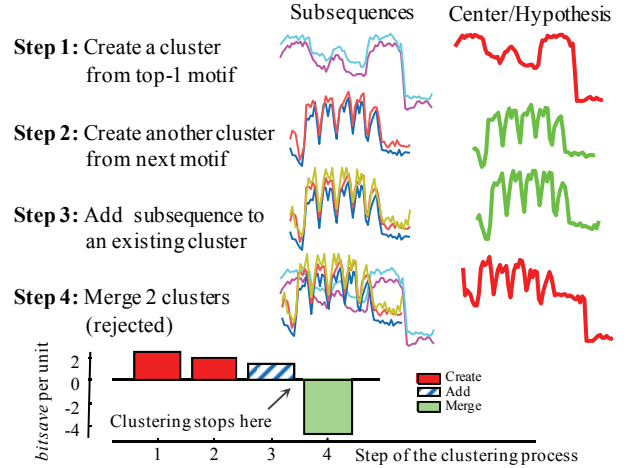 Subsequences Center/Hypothesis
Step 1: Create a cluster
from top-1 motif
Step 2: Create another cluster
from next motif
Step 3: Add subsequence to
an existing cluster
Step 4: Merge 2 clusters
(rejected)
bitsave per unit
2
0
-2
-4
Clustering stops here
Create
Add
Merge
1 2 3 4 Step of the clustering process